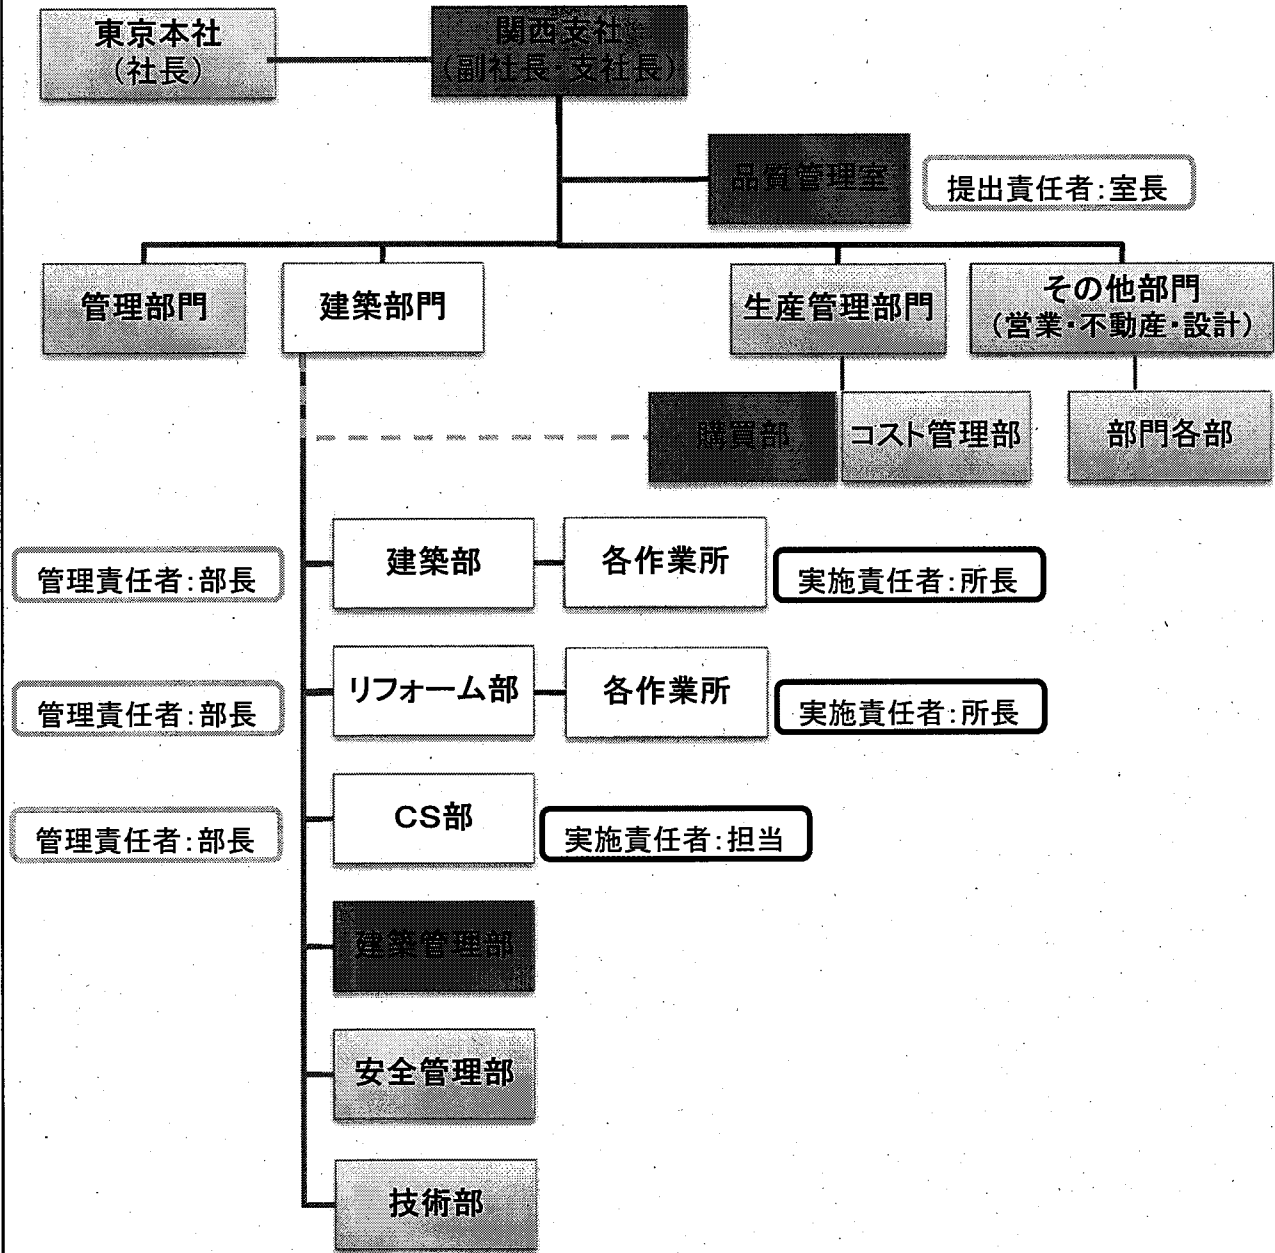 東京本社
(社長)
関西支社
(副社長・支社長)
品質管理室
提出責任者:室長
管理部門
建築部門
生産管理部門
その他部門
(営業・不動産・設計)
購買部
コスト管理部
部門各部
管理責任者:部長
建築部
各作業所
実施責任者:所長
管理責任者:部長
リフォーム部
各作業所
実施責任者:所長
管理責任者:部長
CS部
実施責任者:担当
建築管理部
安全管理部
技術部